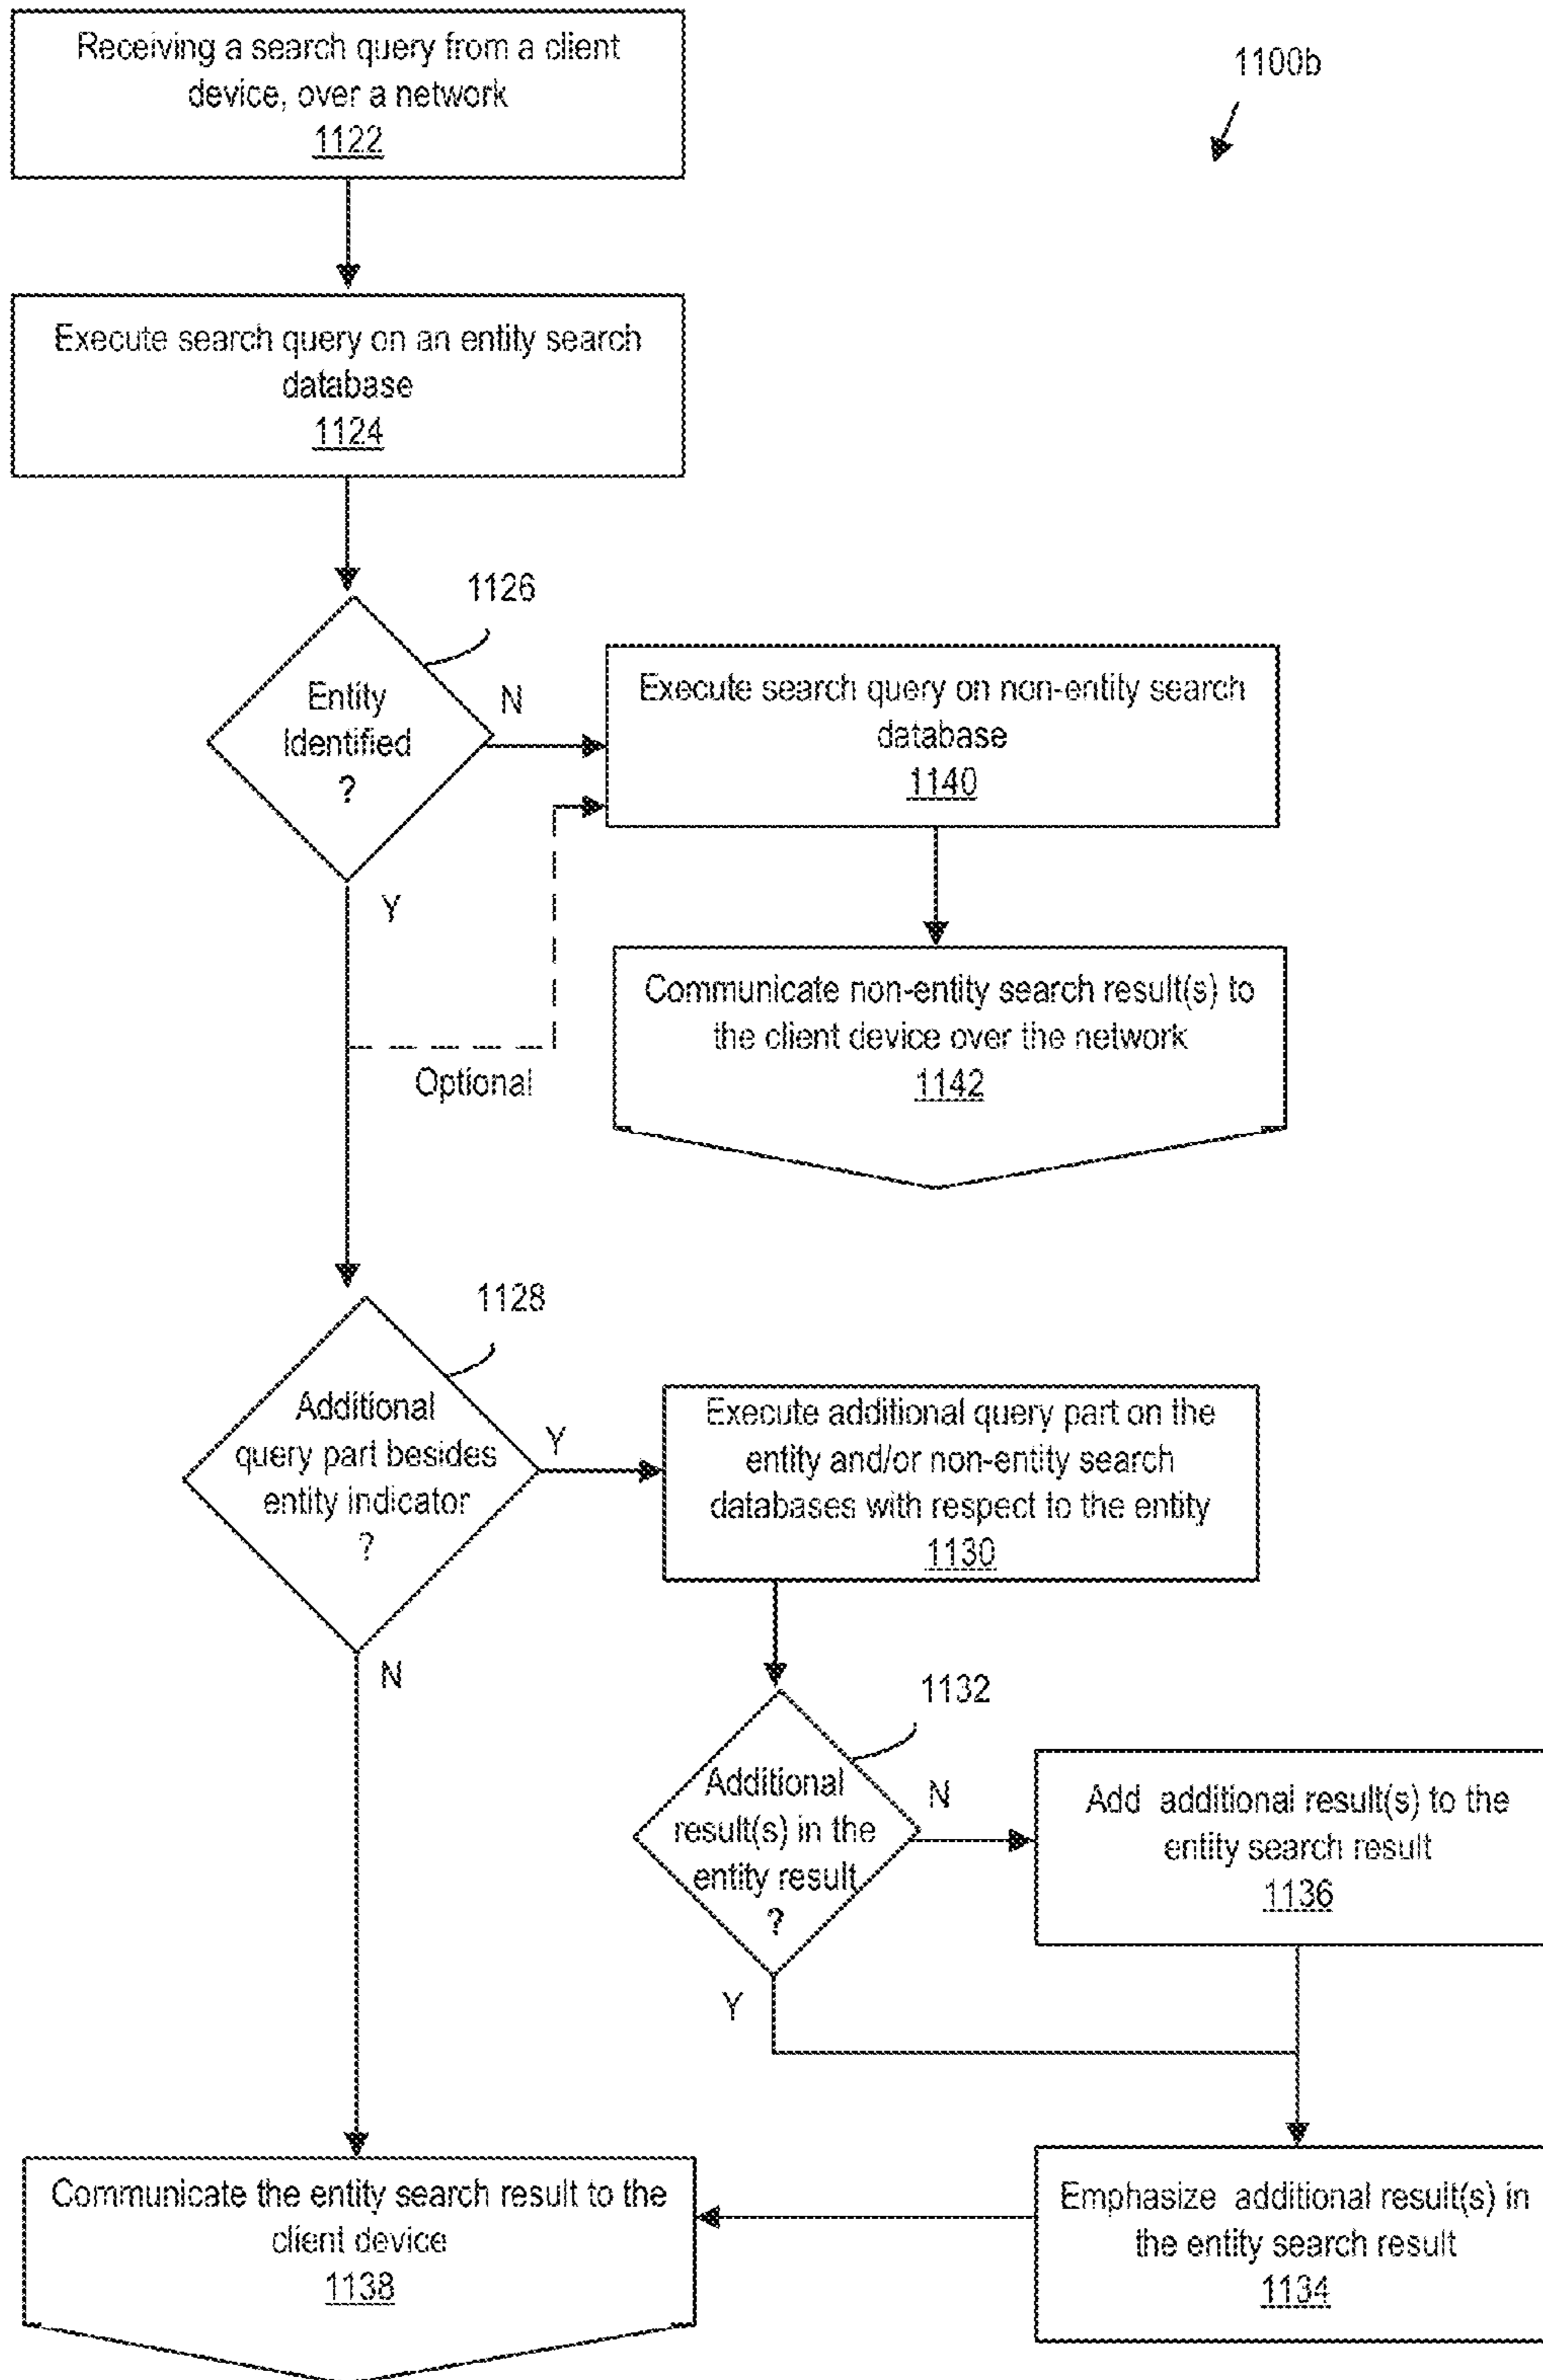 Receiving a search query from a client
device, over a network
1122
1100b
Execute search query on an entity search
database
1124
1126
Entity
Identified
?
N
Y
Execute search query on non-entity search
database
1140
Optional
Communicate non-entity search result(s) to
the client device over the network
1142
1128
Additional
query part besides
entity indicator
?
Y
N
Execute additional query part on the
entity and/or non-entity search
databases with respect to the entity
1130
1132
Additional
result(s) in the
entity result
?
N
Y
Add additional result(s) to the
entity search result
1136
Communicate the entity search result to the
client device
1138
Emphasize additional result(s) in
the entity search result
1134